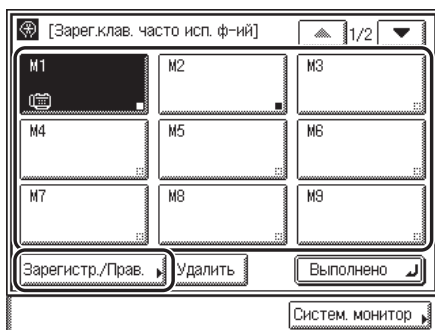 [Зарег.клав. часто исп. ф-ий] 1/2
M1 M2 M3
M4 M5 M6
M7 M8 M9
Зарегистр./Прав. Удалить Выполнено
Систем. монитор